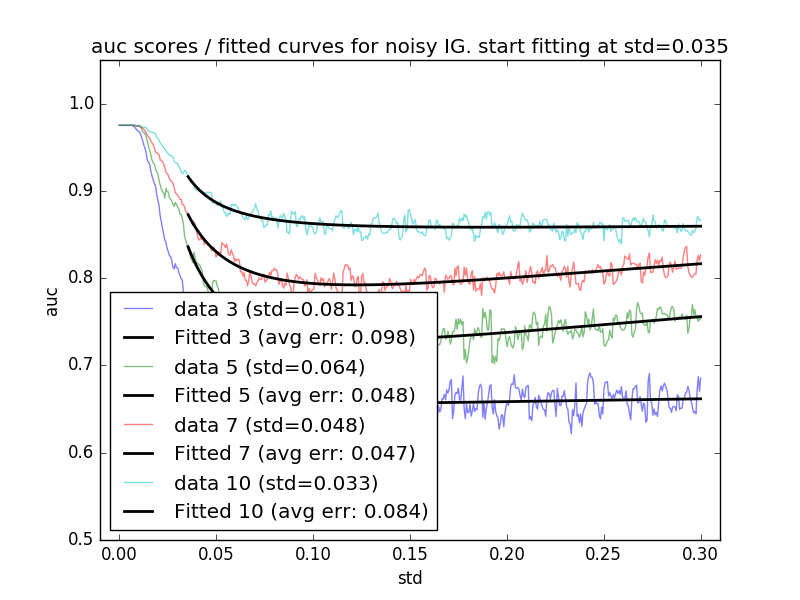 auc scores / fitted curves for noisy IG. start fitting at std=0.035
1.0
0.9
0.8
0.7
0.6
0.5
auc
data 3 (std=0.081)
Fitted 3 (avg err: 0.098)
data 5 (std=0.064)
Fitted 5 (avg err: 0.048)
data 7 (std=0.048)
Fitted 7 (avg err: 0.047)
data 10 (std=0.033)
Fitted 10 (avg err: 0.084)
0.00 0.05 0.10 0.15 0.20 0.25 0.30
std